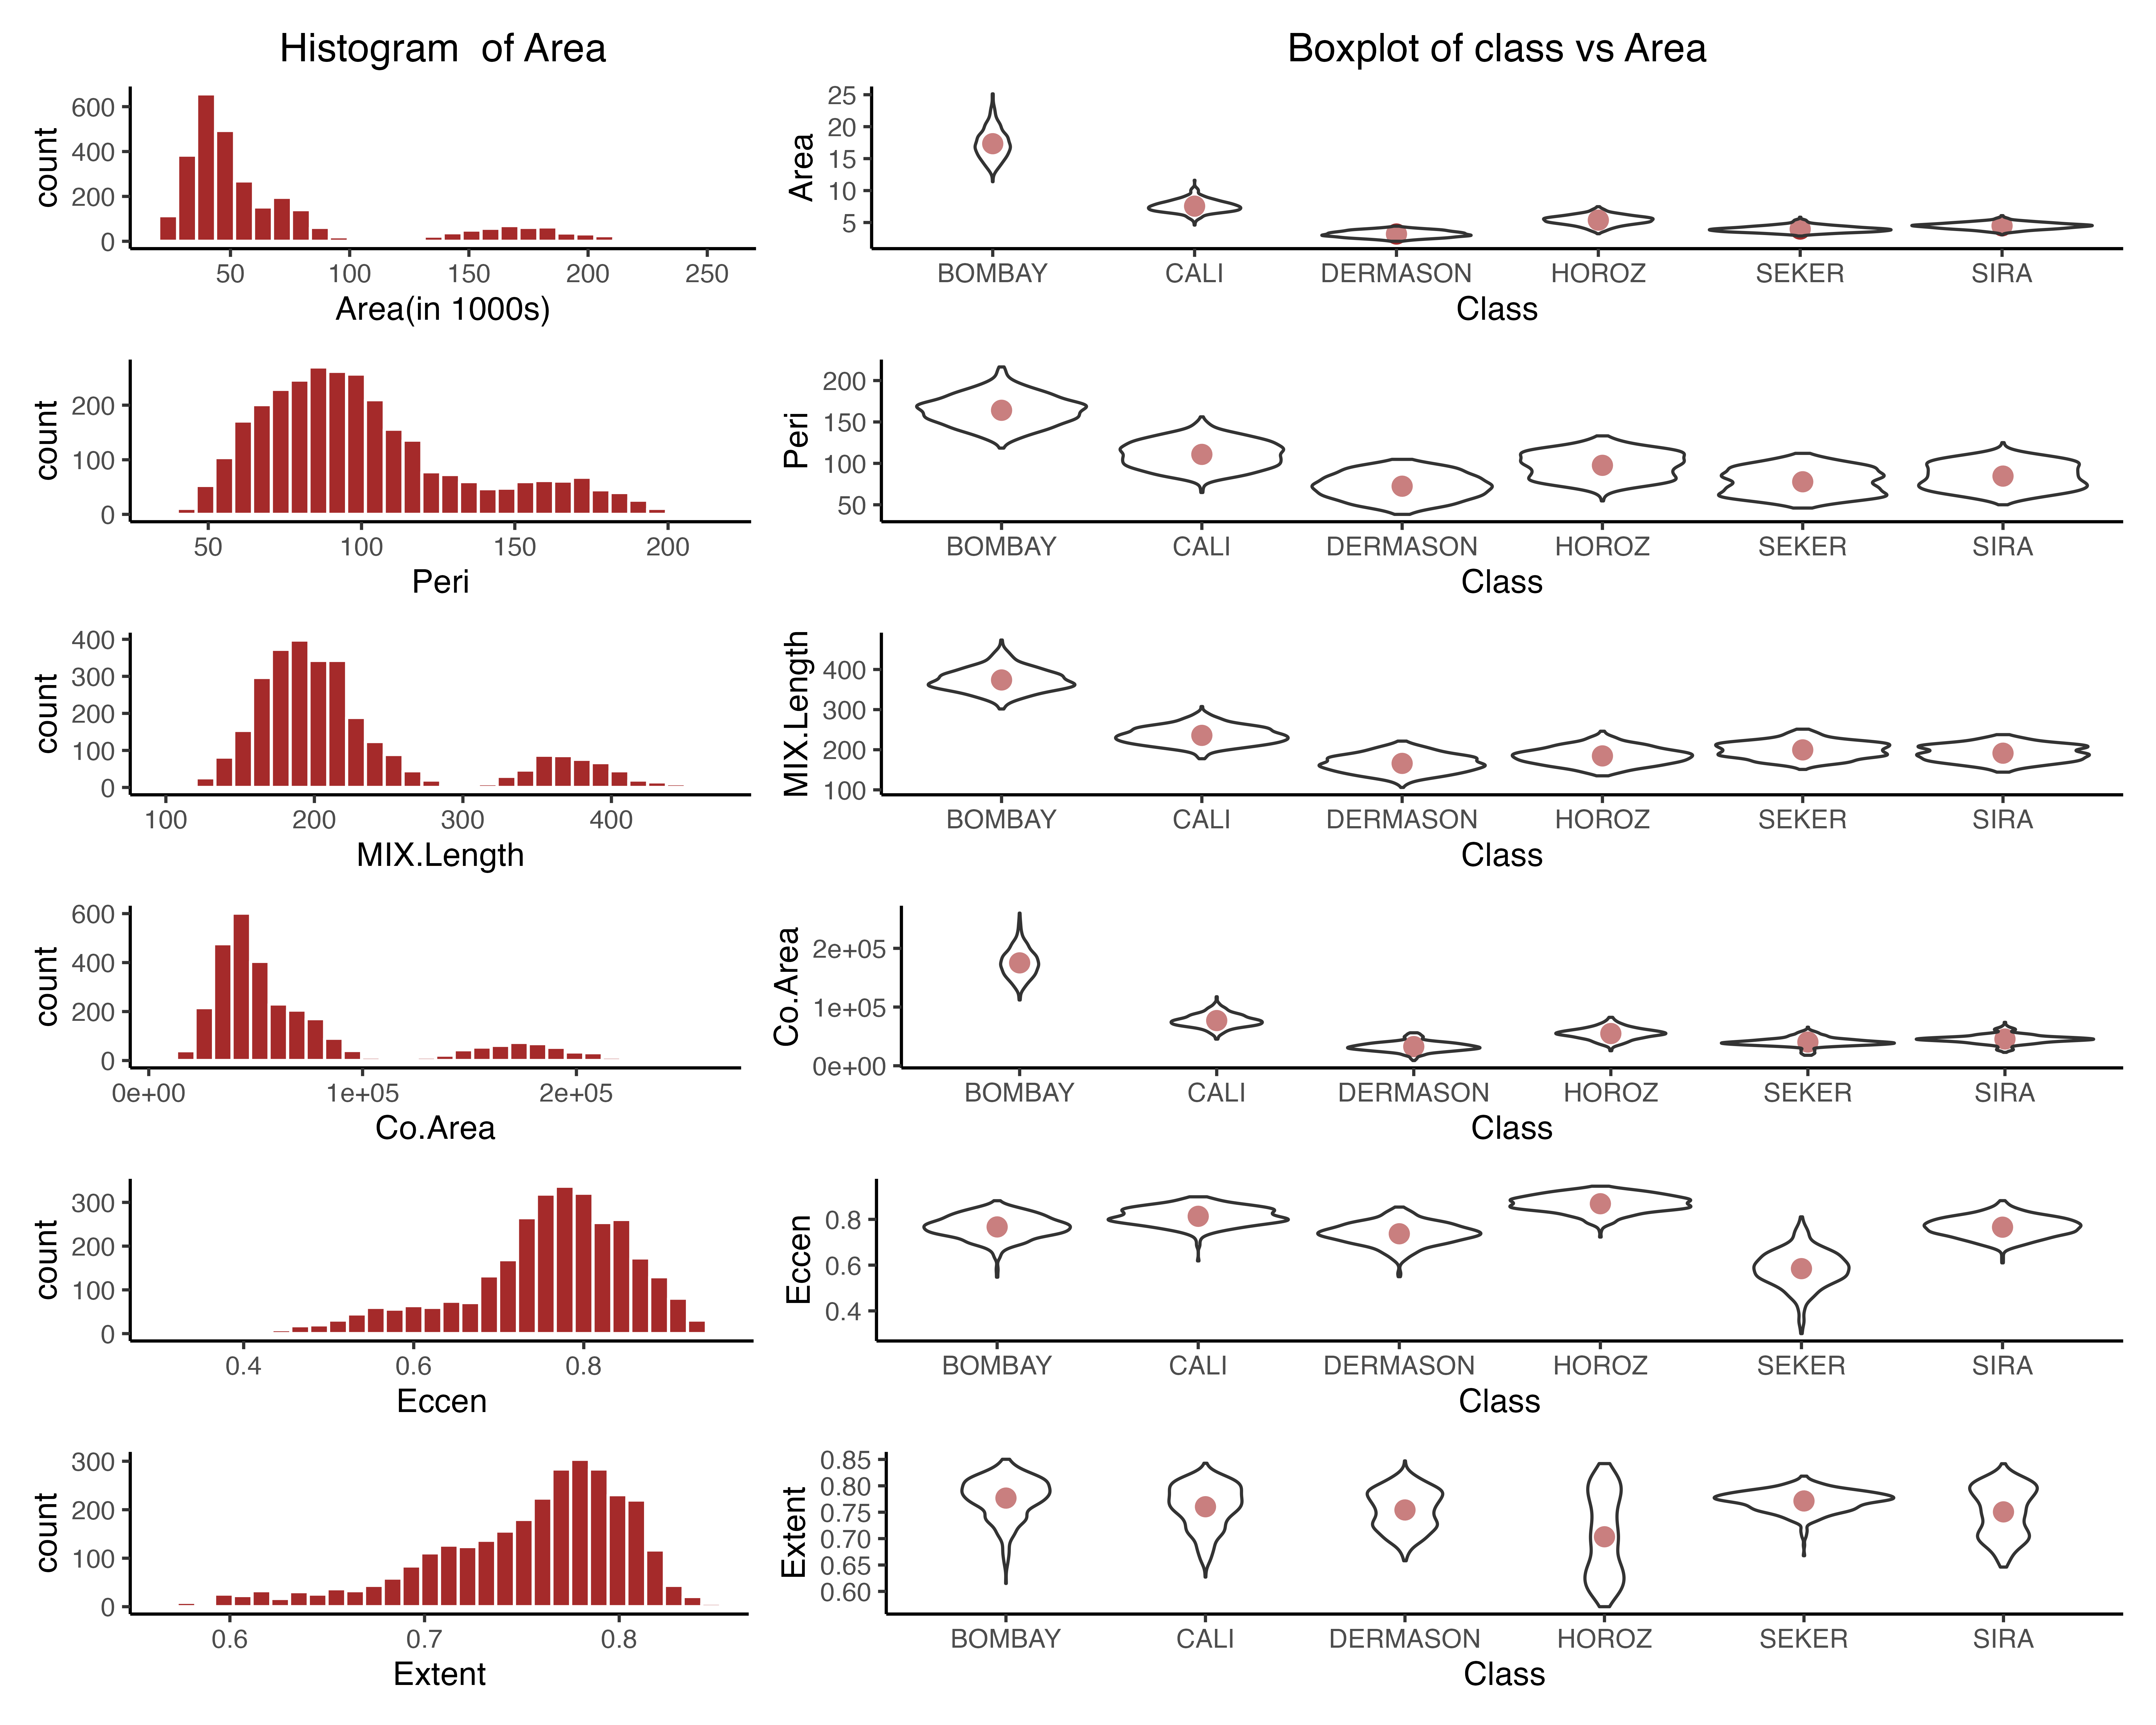 Histogram  of Area
600
400
200
0
count
50 100 150 200 250
Area(in 1000s)
Boxplot of class vs Area
25
20
15
10
5
Area
BOMBAY CALI DERMASON HOROZ SEKER SIRA
Class
200
100
0
count
50 100 150 200
Peri
200
150
100
50
Peri
BOMBAY CALI DERMASON HOROZ SEKER SIRA
Class
400
300
200
100
0
count
100 200 300 400
MIX.Length
400
300
200
100
MIX.Length
BOMBAY CALI DERMASON HOROZ SEKER SIRA
Class
600
400
200
0
count
0e+00 1e+05 2e+05
Co.Area
2e+05
1e+05
0e+00
Co.Area
BOMBAY CALI DERMASON HOROZ SEKER SIRA
Class
300
200
100
0
count
0.4 0.6 0.8
Eccen
0.8
0.6
0.4
Eccen
BOMBAY CALI DERMASON HOROZ SEKER SIRA
Class
300
200
100
0
count
0.6 0.7 0.8
Extent
0.85
0.80
0.75
0.70
0.65
0.60
Extent
BOMBAY CALI DERMASON HOROZ SEKER SIRA
Class